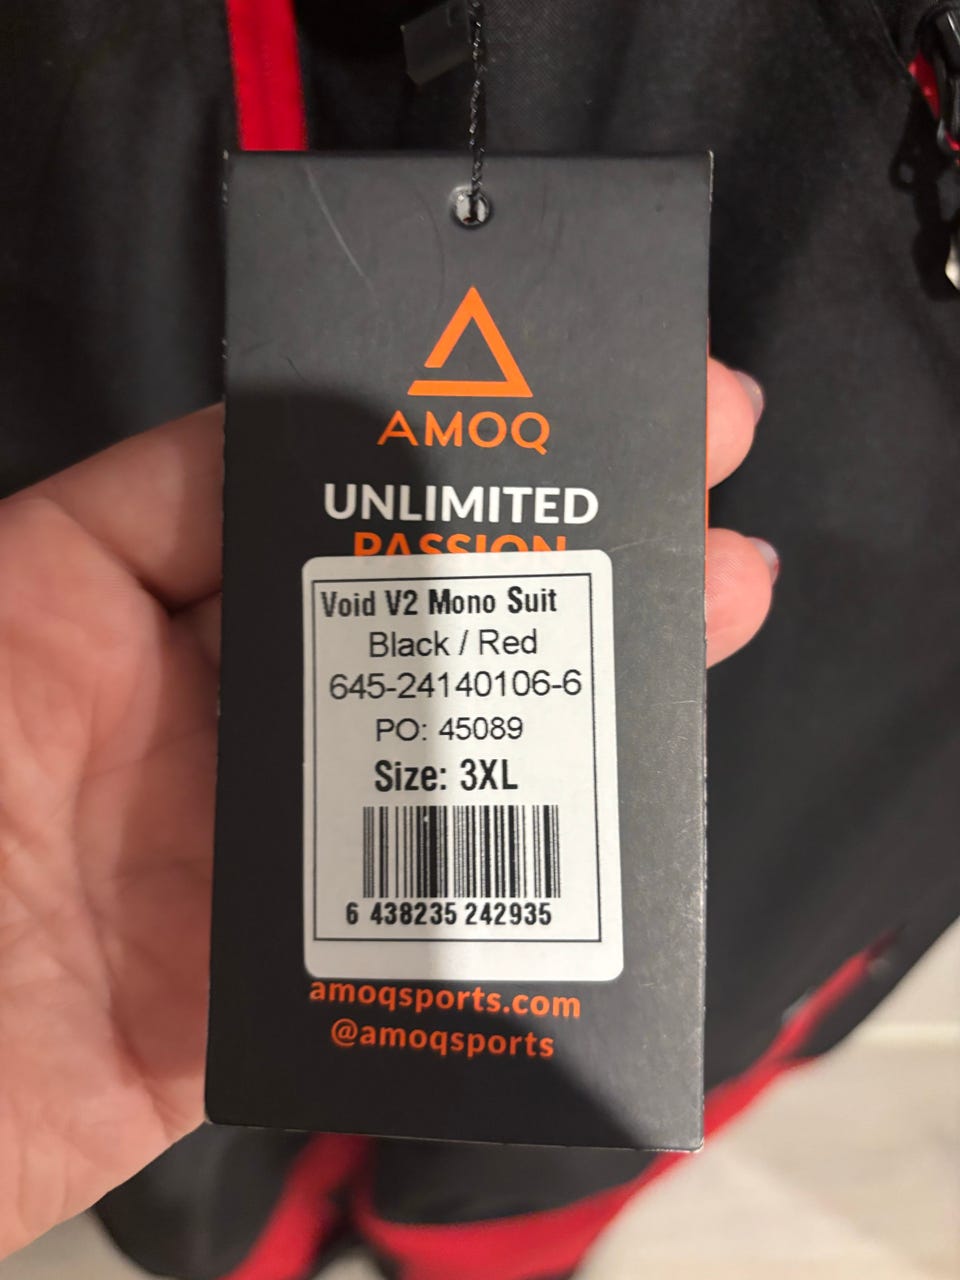 AMOQ
UNLIMITED
PASSION
Void V2 Mono Suit
Black / Red
645-24140106-6
PO: 45089
Size: 3XL
6 438235 242935
amoqsports.com
@amoqsports